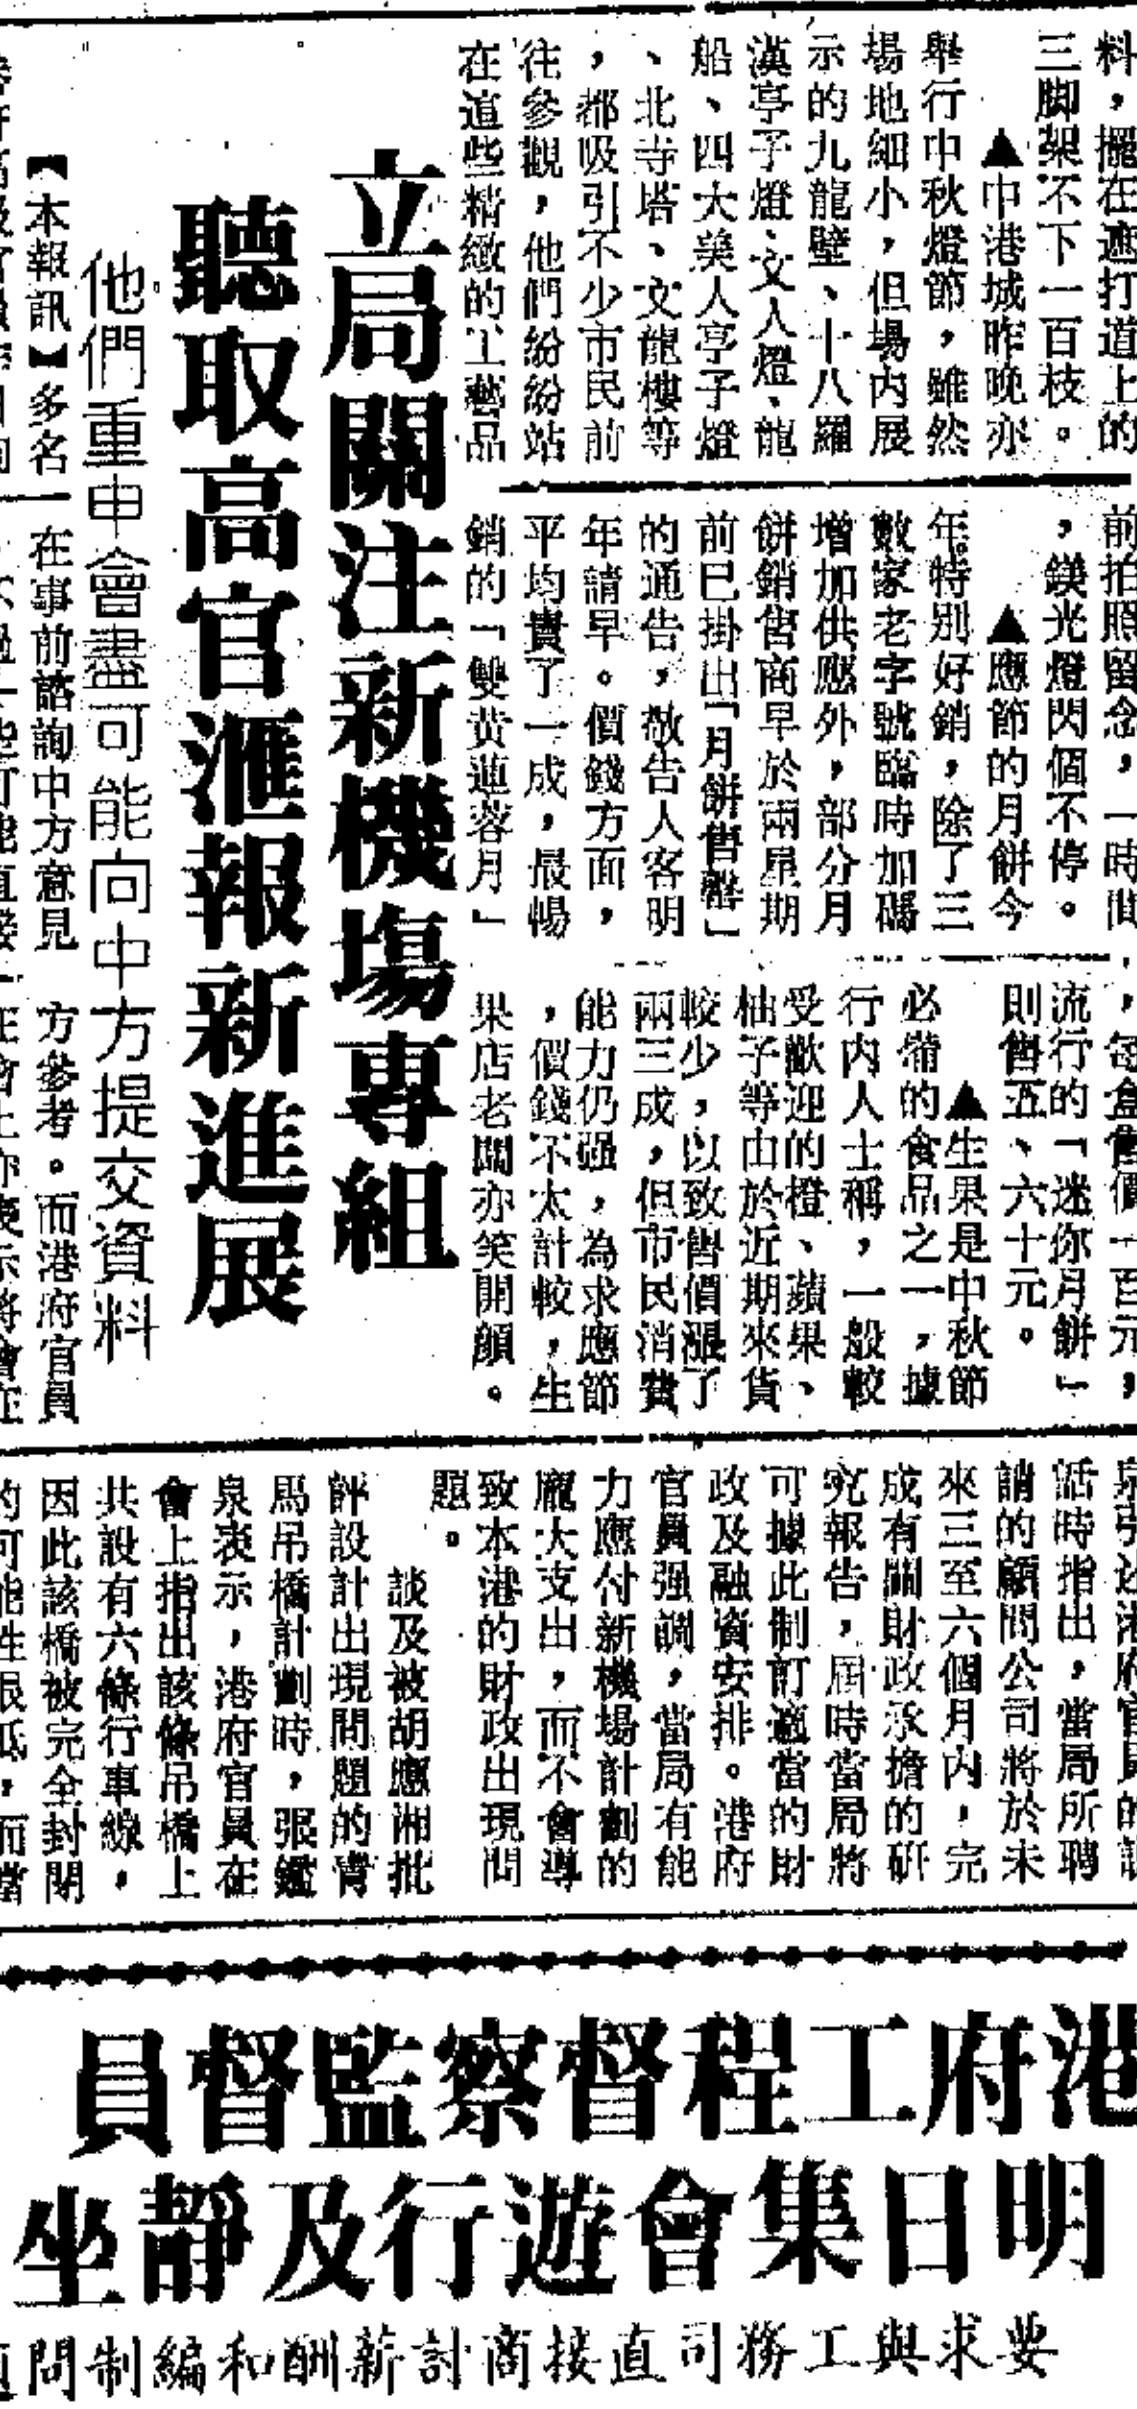 料，擺在遮打道上的
三脚架不下一百枝。
▲中港城昨晚亦
舉行中秋燈節，雖然
場地細小，但場内展
示的九龍壁、十八羅
漢亭子燈、文人燈、龍
船、四大美人亭子燈
、北寺塔、文龍樓等
，都吸引不少市民前
往參觀，他們紛紛站
在這些精緻的工藝品
前拍照留念，一時間
，鎂光燈閃個不停。
▲應節的月餅今
年特别好銷，除了三
數家老字號臨時加碼
增加供應外，部分月
餅銷售商早於兩星期
前已掛出「月餅售罄」
的通告，敬告人客明
年請早。價錢方面，
平均賣了一成，最暢
銷的「雙黄蓮蓉月」
，每盒售價一百元，
流行的「迷你月餅」
則售五、六十元。
▲生果是中秋節
必備的食品之一，據
行内人士稱，一般較
受歡迎的橙、蘋果、
柚子等由於近期來貨
較少，以致售價漲了
兩三成，但市民消費
能力仍强，為求應節
，價錢不太計較，生
果店老闆亦笑開顔。
立局關注新機場專組
聽取高官滙報新進展
他們重申會盡可能向中方提交資料
【本報訊】多名
在事前諮詢中方意見
方參考。而港府官員
話時指出，當局所聘
請的顧問公司將於未
來三至六個月内，完
成有關財政承擔的研
究報告，屆時當局將
可據此制訂適當的財
政及融資安排。港府
官員强調，當局有能
力應付新機場計劃的
龐大支出，而不會導
致本港的財政出現問
題。
談及被胡應湘批
評設計出現問題的青
馬吊橋計劃時，張鑑
泉表示，港府官員在
會上指出該條吊橋上
共設有六條行車線，
因此該橋被完全封閉
的可能性很低，而當
港府工程督察監督員
明日集會遊行及靜坐
要求與工務司直接商討薪酬和編制問